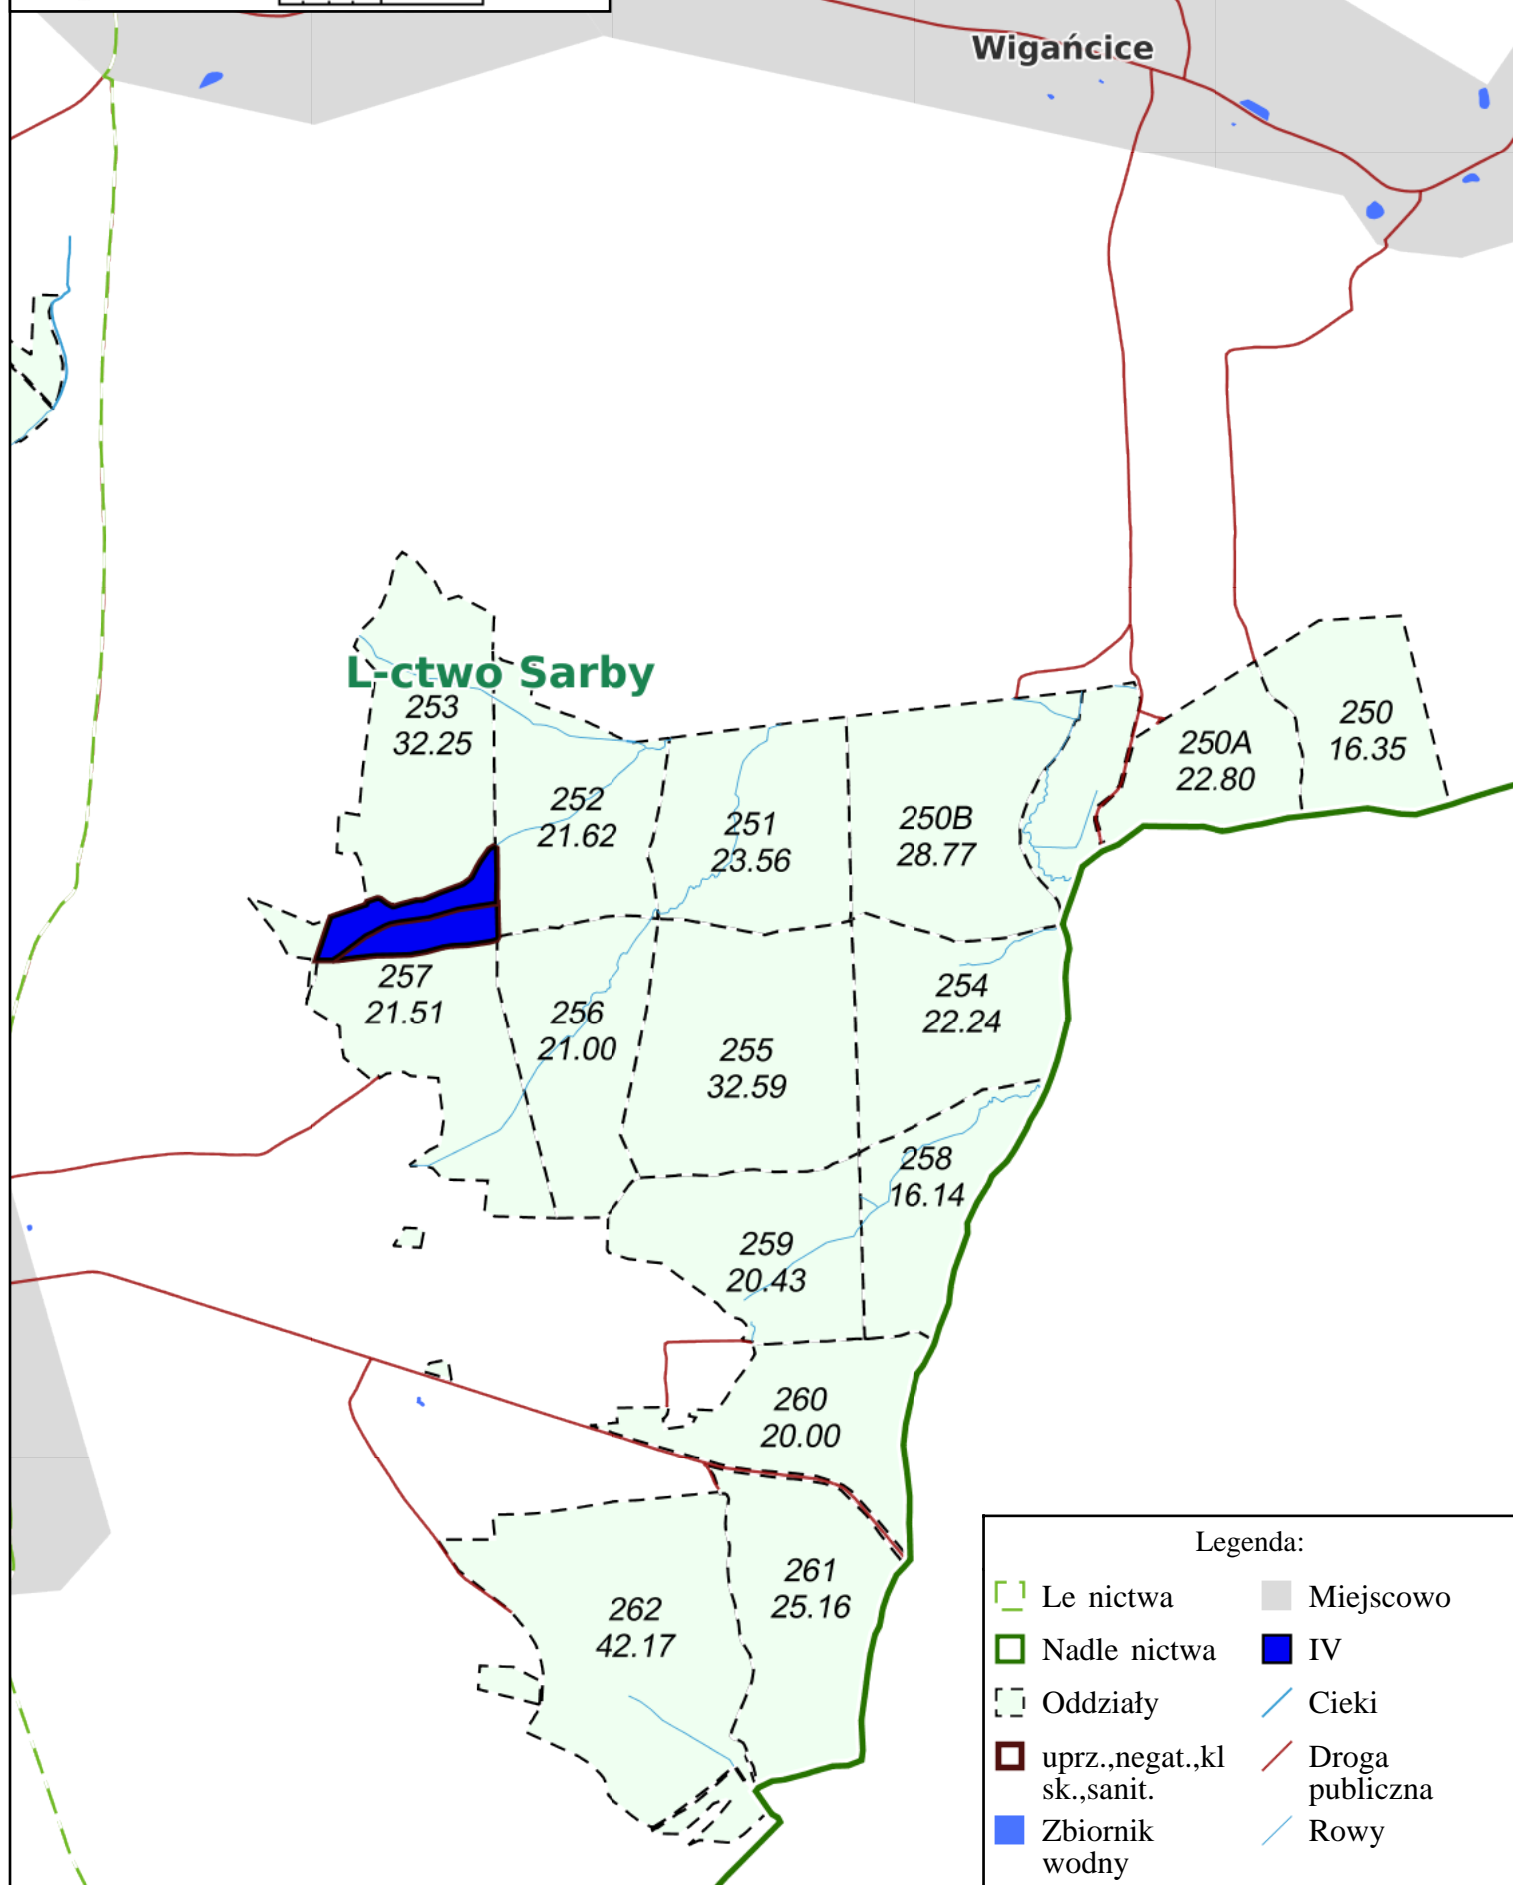 Wigańcice
L-ctwo Sarby
253
32.25
250
16.35
250A
22.80
252
21.62
251
23.56
250B
28.77
257
21.51
256
21.00
254
22.24
255
32.59
258
16.14
259
20.43
260
20.00
261
25.16
262
42.17
Legenda:
Le nictwa
Miejscowo
Nadle nictwa
IV
Oddziały
Cieki
uprz.,negat.,kl
sk.,sanit.
Droga
publiczna
Zbiornik
wodny
Rowy